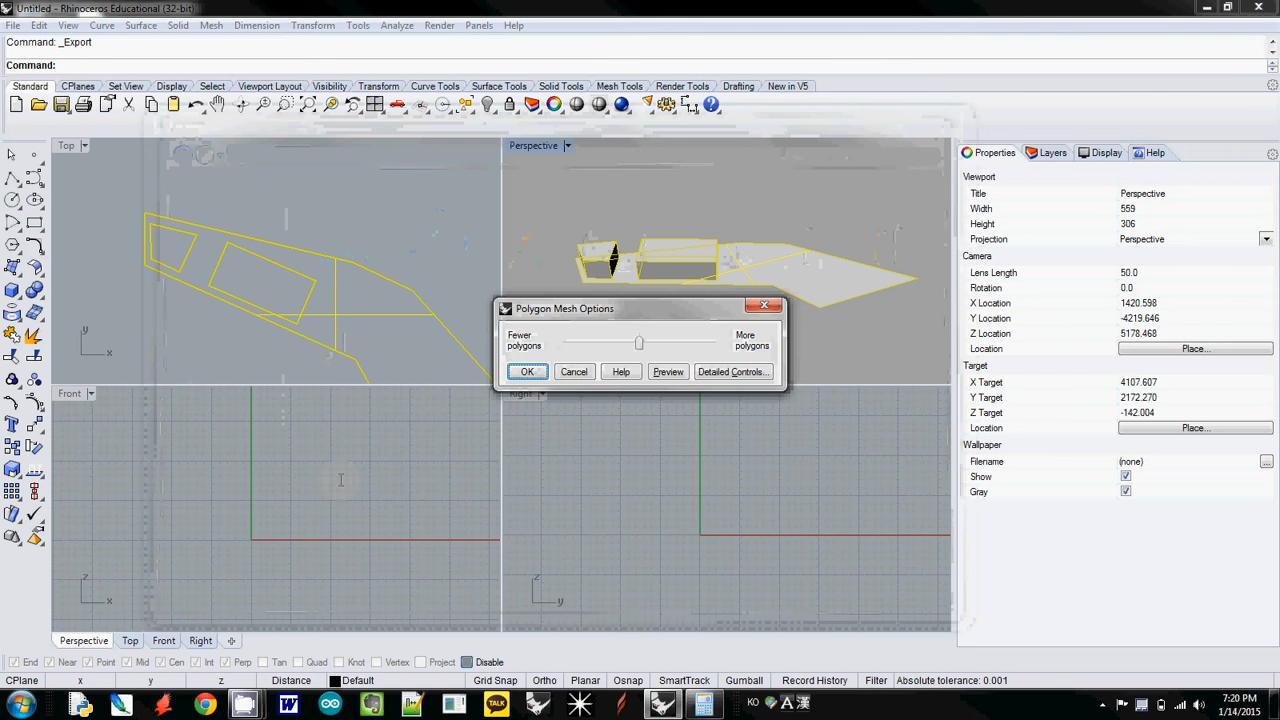 Untitled - Rhinoceros Educational (32-bit)
File Edit View Curve Surface Solid Mesh Dimension Transform Tools Analyze Render Panels Help
Command: _Export
Command:
Standard CPlanes Set View Display Select Viewport Layout Visibility Transform Curve Tools Surface Tools Solid Tools Mesh Tools Render Tools Drafting New in V5
Top
Perspective
Properties Layers Display Help
Viewport
Title Perspective
Width 559
Height 306
Projection Perspective
Camera
Lens Length 50.0
Rotation 0.0
X Location 1420.598
Y Location -4219.646
Z Location 5178.468
Location Place...
Target
X Target 4107.607
Y Target 2172.270
Z Target -142.004
Location Place...
Wallpaper
Filename (none) ...
Show
Gray
Polygon Mesh Options
Fewer polygons
More polygons
OK Cancel Help Preview Detailed Controls...
y
x
Front
Right
z
x
z
y
Perspective Top Front Right
End Near Point Mid Cen Int Perp Tan Quad Knot Vertex Project Disable
CPlane x y z Distance Default Grid Snap Ortho Planar Osnap SmartTrack Gumball Record History Filter Absolute tolerance: 0.001
TALK
KO A 漢
7:20 PM
1/14/2015